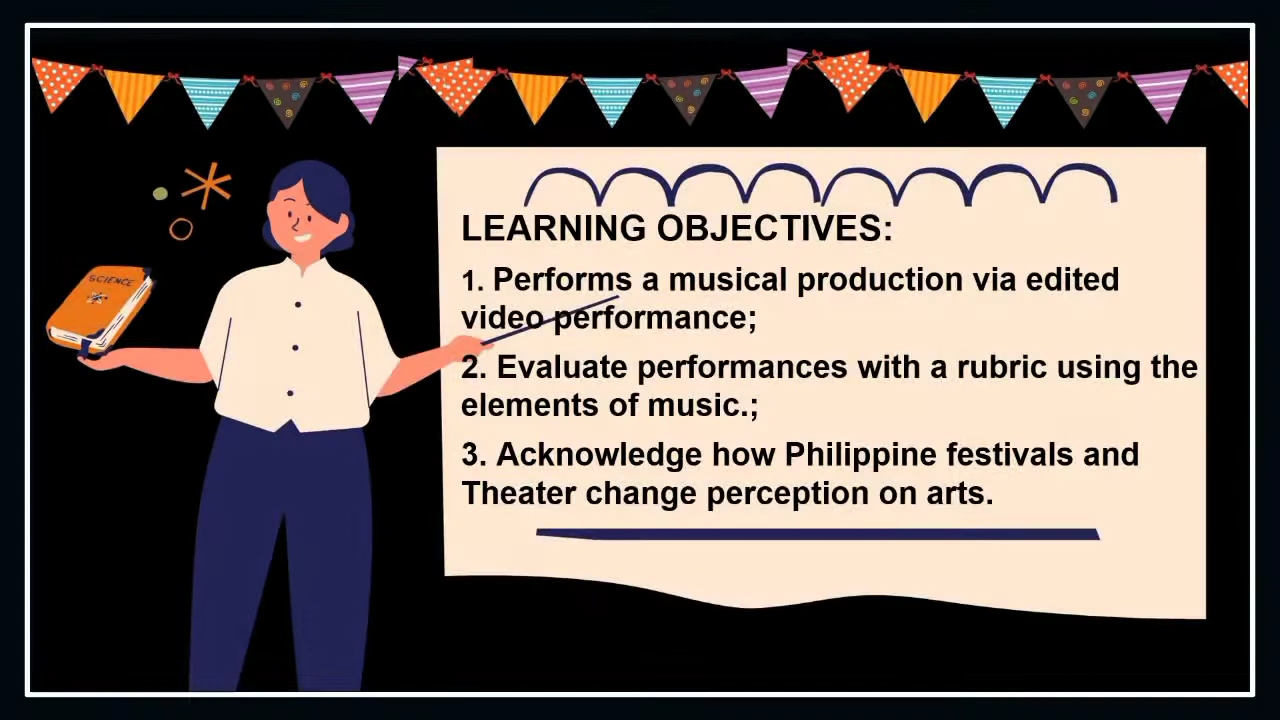 SCIENCE
LEARNING OBJECTIVES:
1. Performs a musical production via edited
video performance;
2. Evaluate performances with a rubric using the
elements of music.;
3. Acknowledge how Philippine festivals and
Theater change perception on arts.